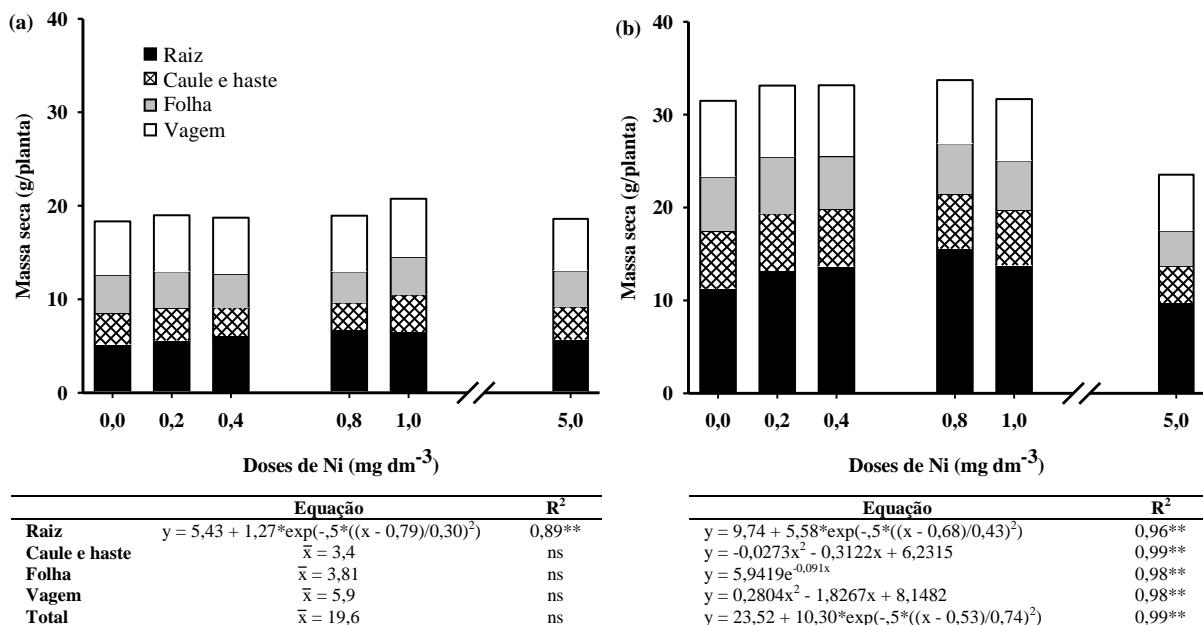 (a)
40
30
20
10
0
Massa seca (g/planta)
Raiz
Caule e haste
Folha
Vagem
0,0 0,2 0,4 0,8 1,0 5,0
Doses de Ni (mg dm-3)
(b)
40
30
20
10
0
Massa seca (g/planta)
0,0 0,2 0,4 0,8 1,0 5,0
Doses de Ni (mg dm-3)
Equação R2
Raiz y = 5,43 + 1,27*exp(-,5*((x - 0,79)/0,30)2) 0,89**
Caule e haste x̅ = 3,4 ns
Folha x̅ = 3,81 ns
Vagem x̅ = 5,9 ns
Total x̅ = 19,6 ns
Equação R2
y = 9,74 + 5,58*exp(-,5*((x - 0,68)/0,43)2) 0,96**
y = -0,0273x2 - 0,3122x + 6,2315 0,99**
y = 5,9419e-0,091x 0,98**
y = 0,2804x2 - 1,8267x + 8,1482 0,98**
y = 23,52 + 10,30*exp(-,5*((x - 0,53)/0,74)2) 0,99**